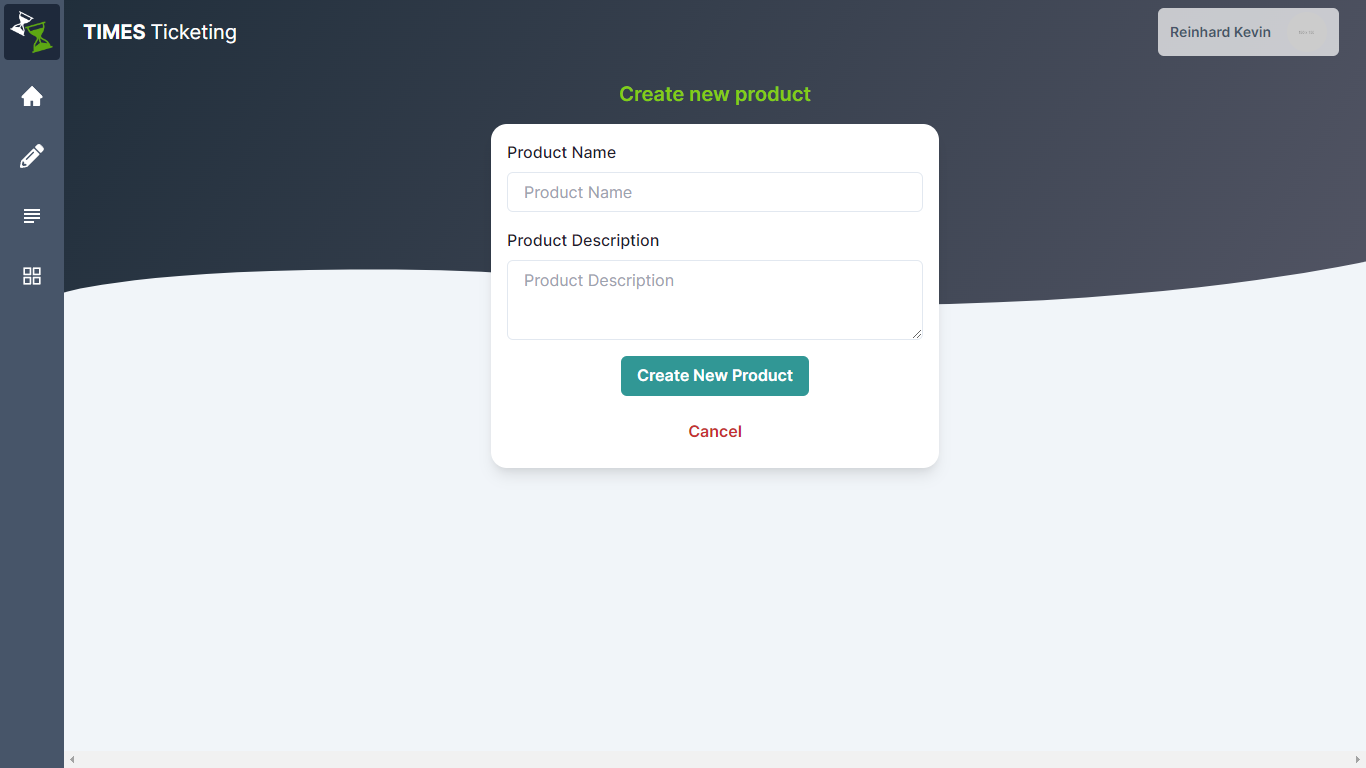 TIMES Ticketing
Reinhard Kevin
Create new product
Product Name
Product Name
Product Description
Product Description
Create New Product
Cancel